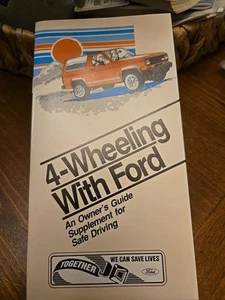 4-Wheeling
With Ford
An Owner's Guide
Supplement for
Safe Driving
TOGETHER
WE CAN SAVE LIVES
Ford